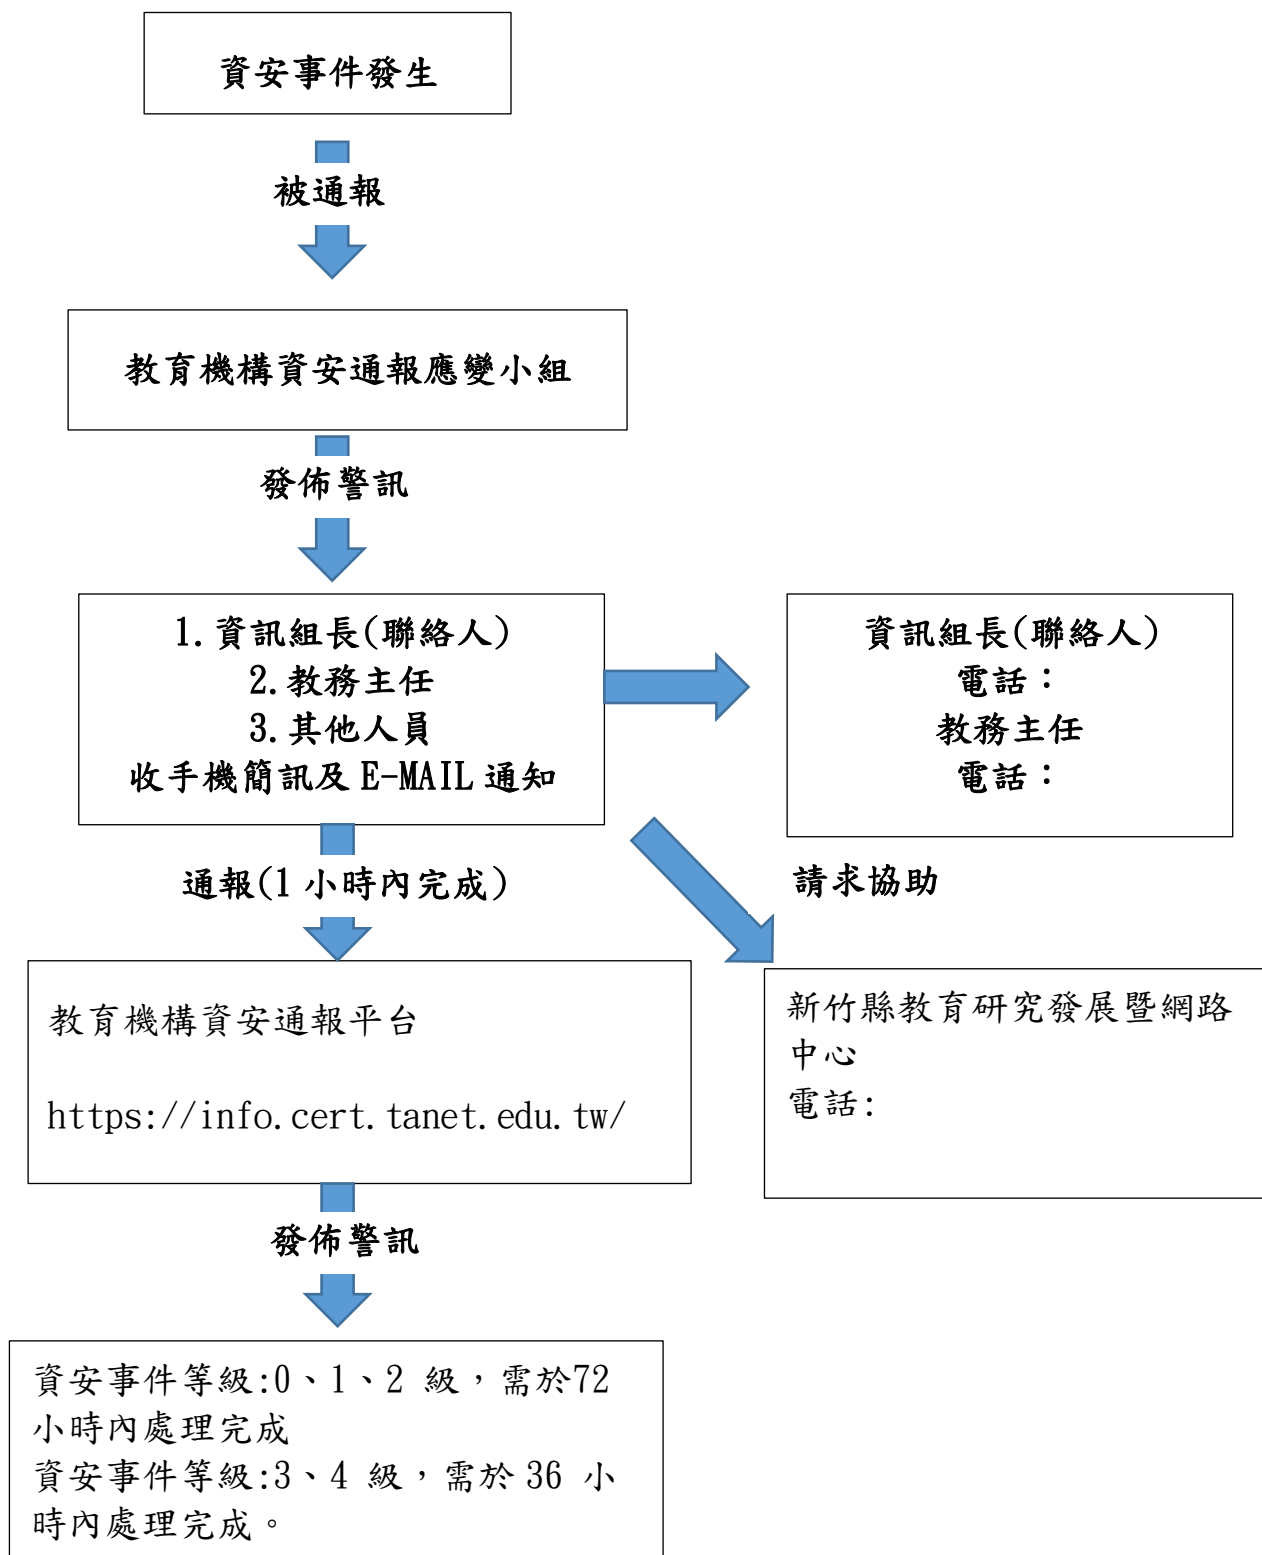 資安事件發生
被通報
教育機構資安通報應變小組
發佈警訊
1.資訊組長(聯絡人)
2.教務主任
3.其他人員
收手機簡訊及 E-MAIL 通知
資訊組長(聯絡人)
電話：
教務主任
電話：
通報(1 小時內完成)
請求協助
教育機構資安通報平台
https://info.cert.tanet.edu.tw/
新竹縣教育研究發展暨網路
中心
電話:
發佈警訊
資安事件等級:0、1、2 級，需於72
小時內處理完成
資安事件等級:3、4 級，需於 36 小
時內處理完成。